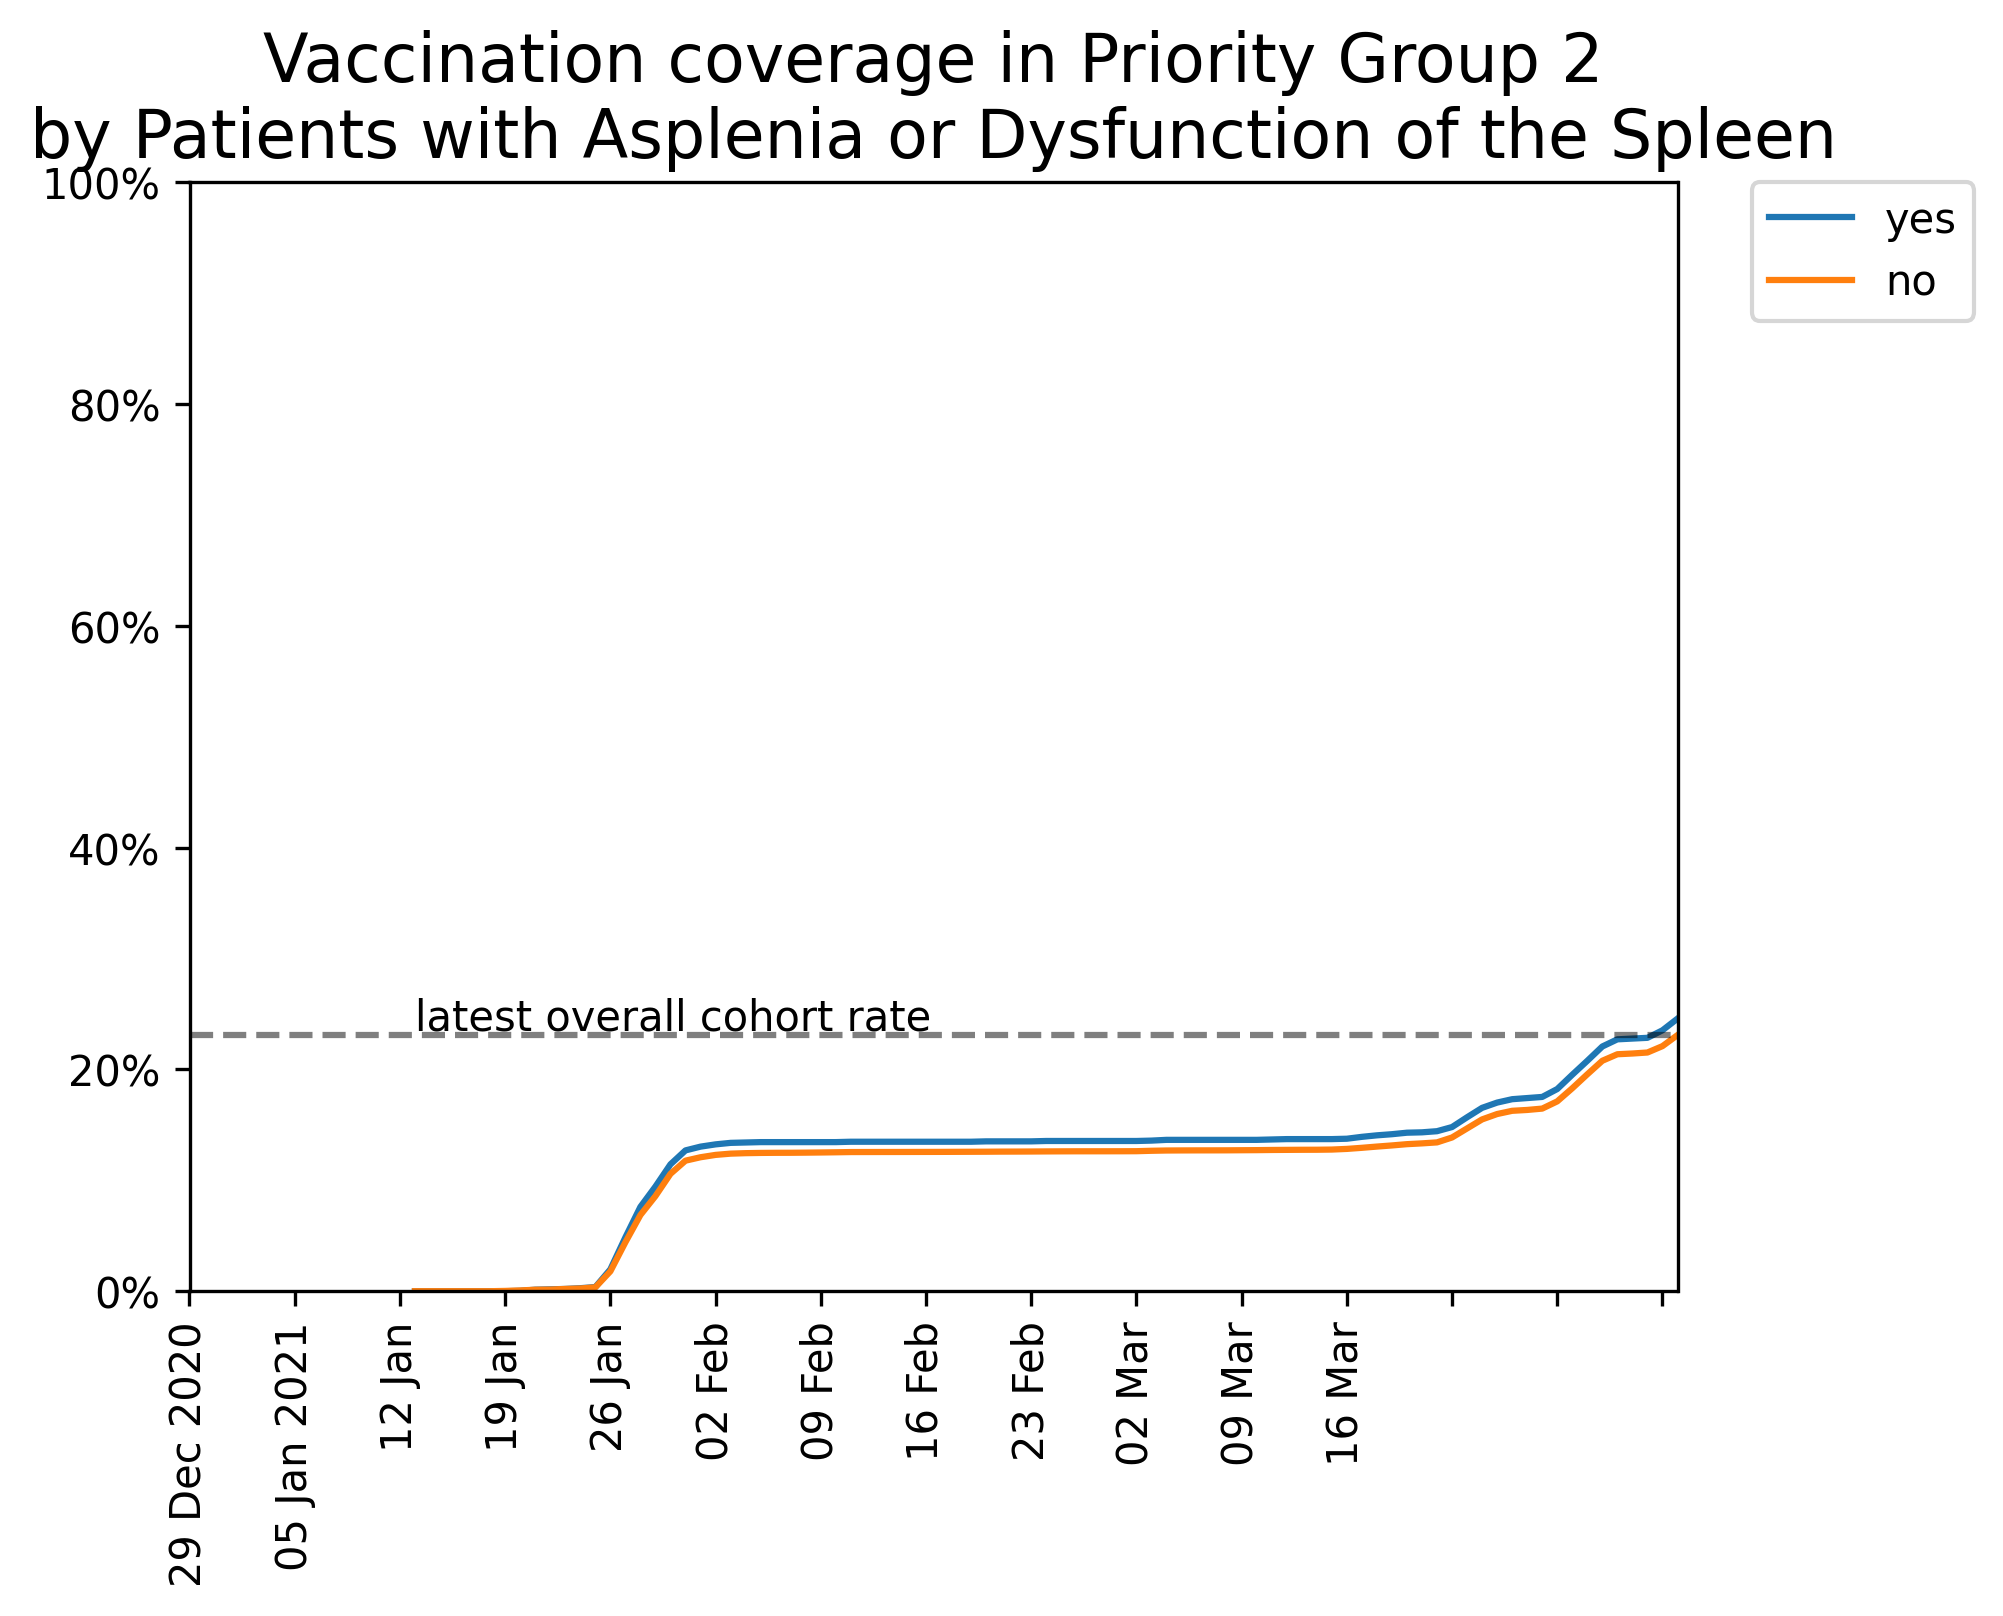 Vaccination coverage in Priority Group 2
by Patients with Asplenia or Dysfunction of the Spleen
100%
80%
60%
40%
20%
0%
yes
no
latest overall cohort rate
29 Dec 2020
05 Jan 2021
12 Jan
19 Jan
26 Jan
02 Feb
09 Feb
16 Feb
23 Feb
02 Mar
09 Mar
16 Mar